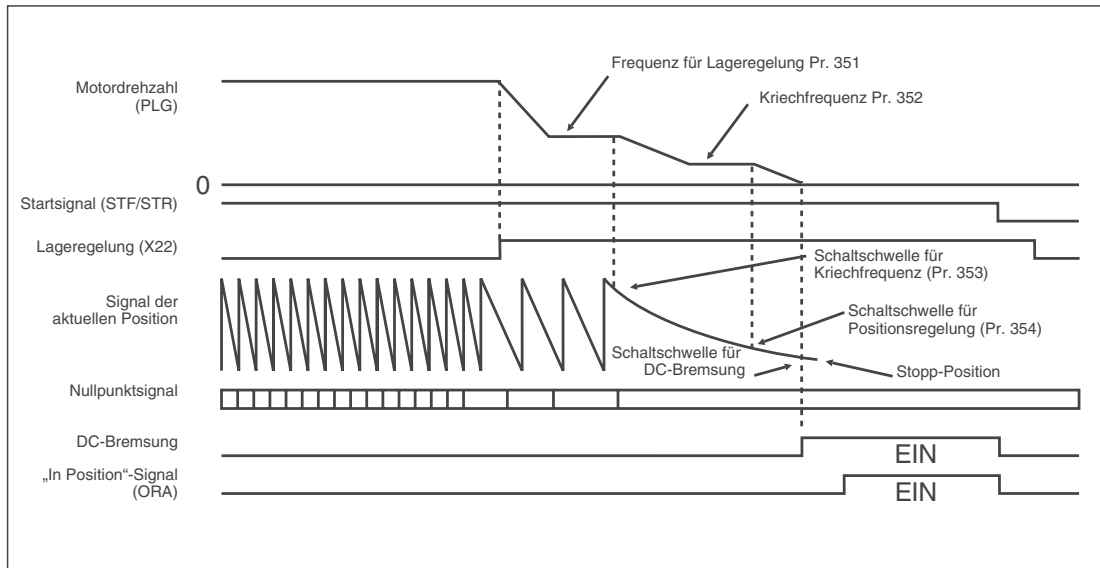 Motordrehzahl
(PLG)
Frequenz für Lageregelung Pr. 351
Kriechfrequenz Pr. 352
0
Startsignal (STF/STR)
Lageregelung (X22)
Signal der
aktuellen Position
Schaltschwelle für
Kriechfrequenz (Pr. 353)
Schaltschwelle für
Positionsregelung (Pr. 354)
Schaltschwelle für
DC-Bremsung
Stopp-Position
Nullpunktsignal
DC-Bremsung
EIN
„In Position“-Signal
(ORA)
EIN